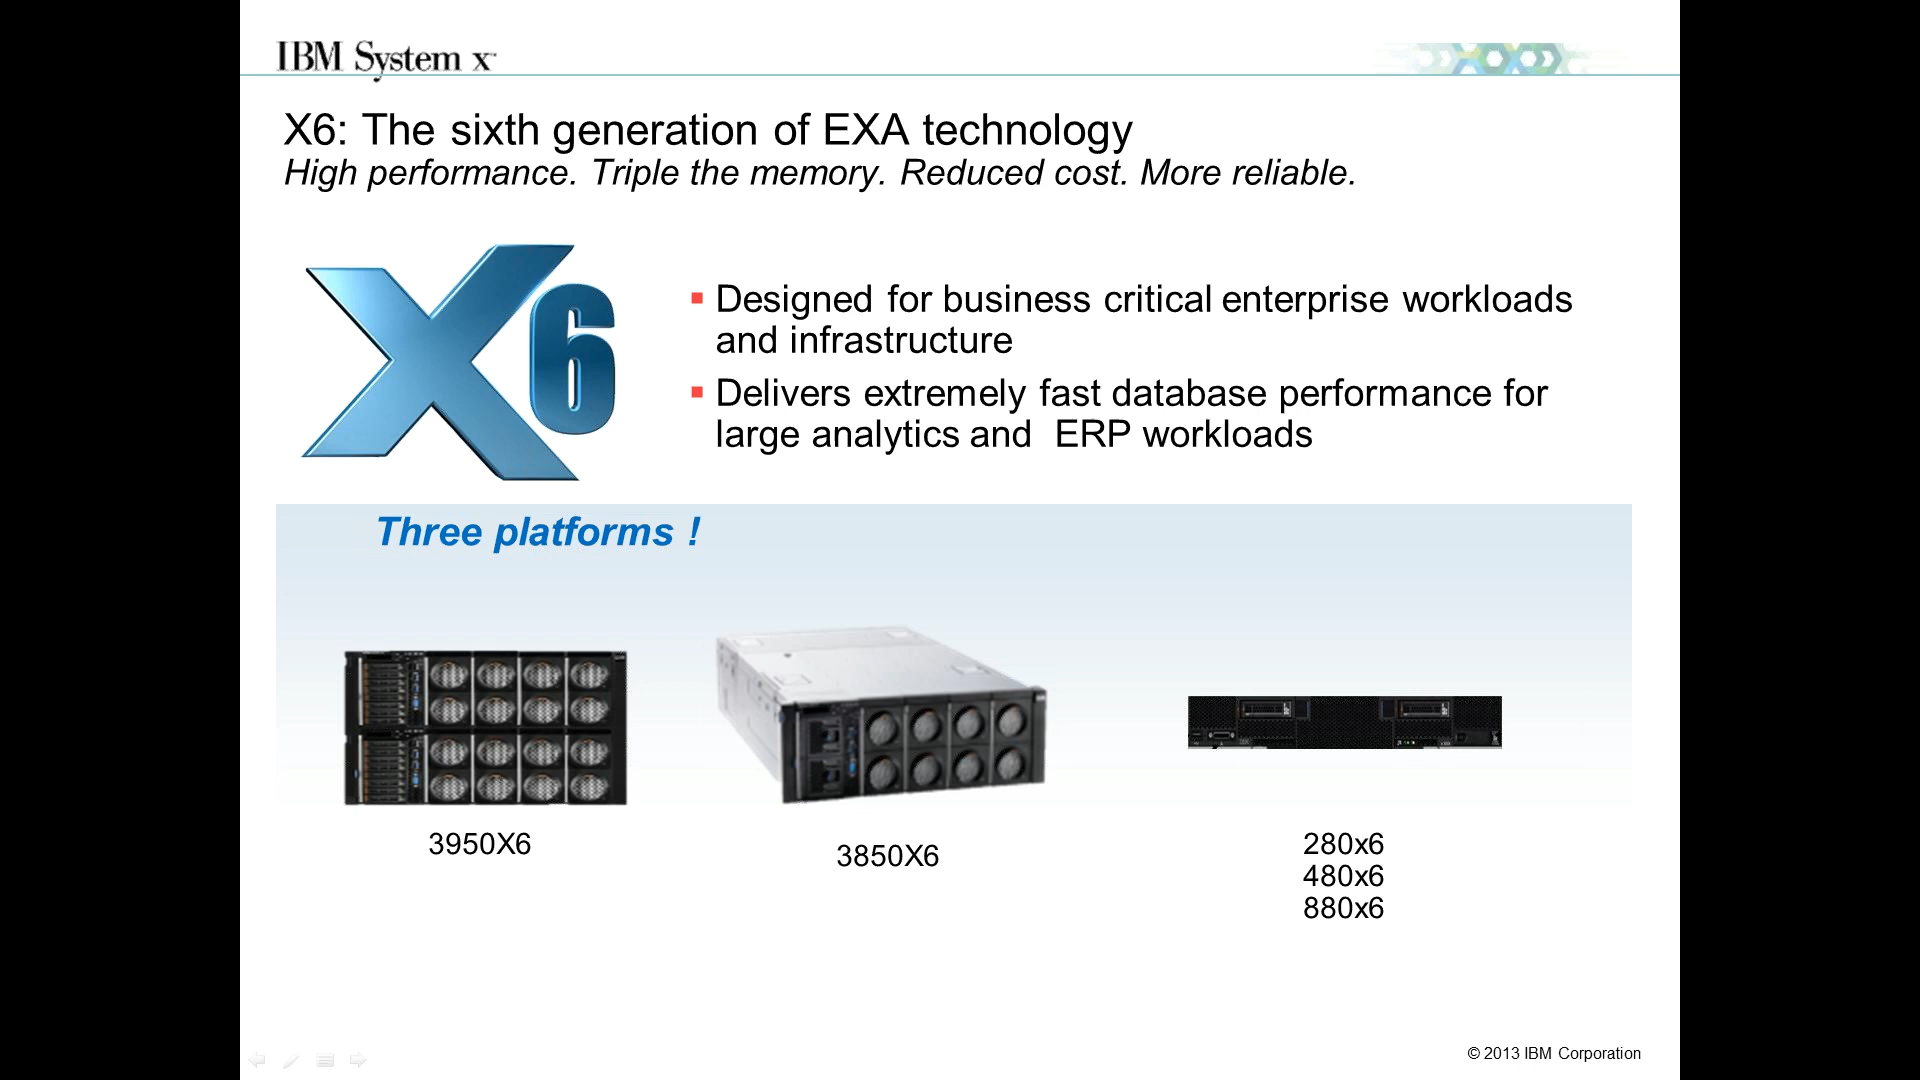 IBM System x™
X6: The sixth generation of EXA technology
High performance. Triple the memory. Reduced cost. More reliable.
X6
Designed for business critical enterprise workloads
and infrastructure
Delivers extremely fast database performance for
large analytics and  ERP workloads
Three platforms !
3950X6
3850X6
280x6
480x6
880x6
© 2013 IBM Corporation